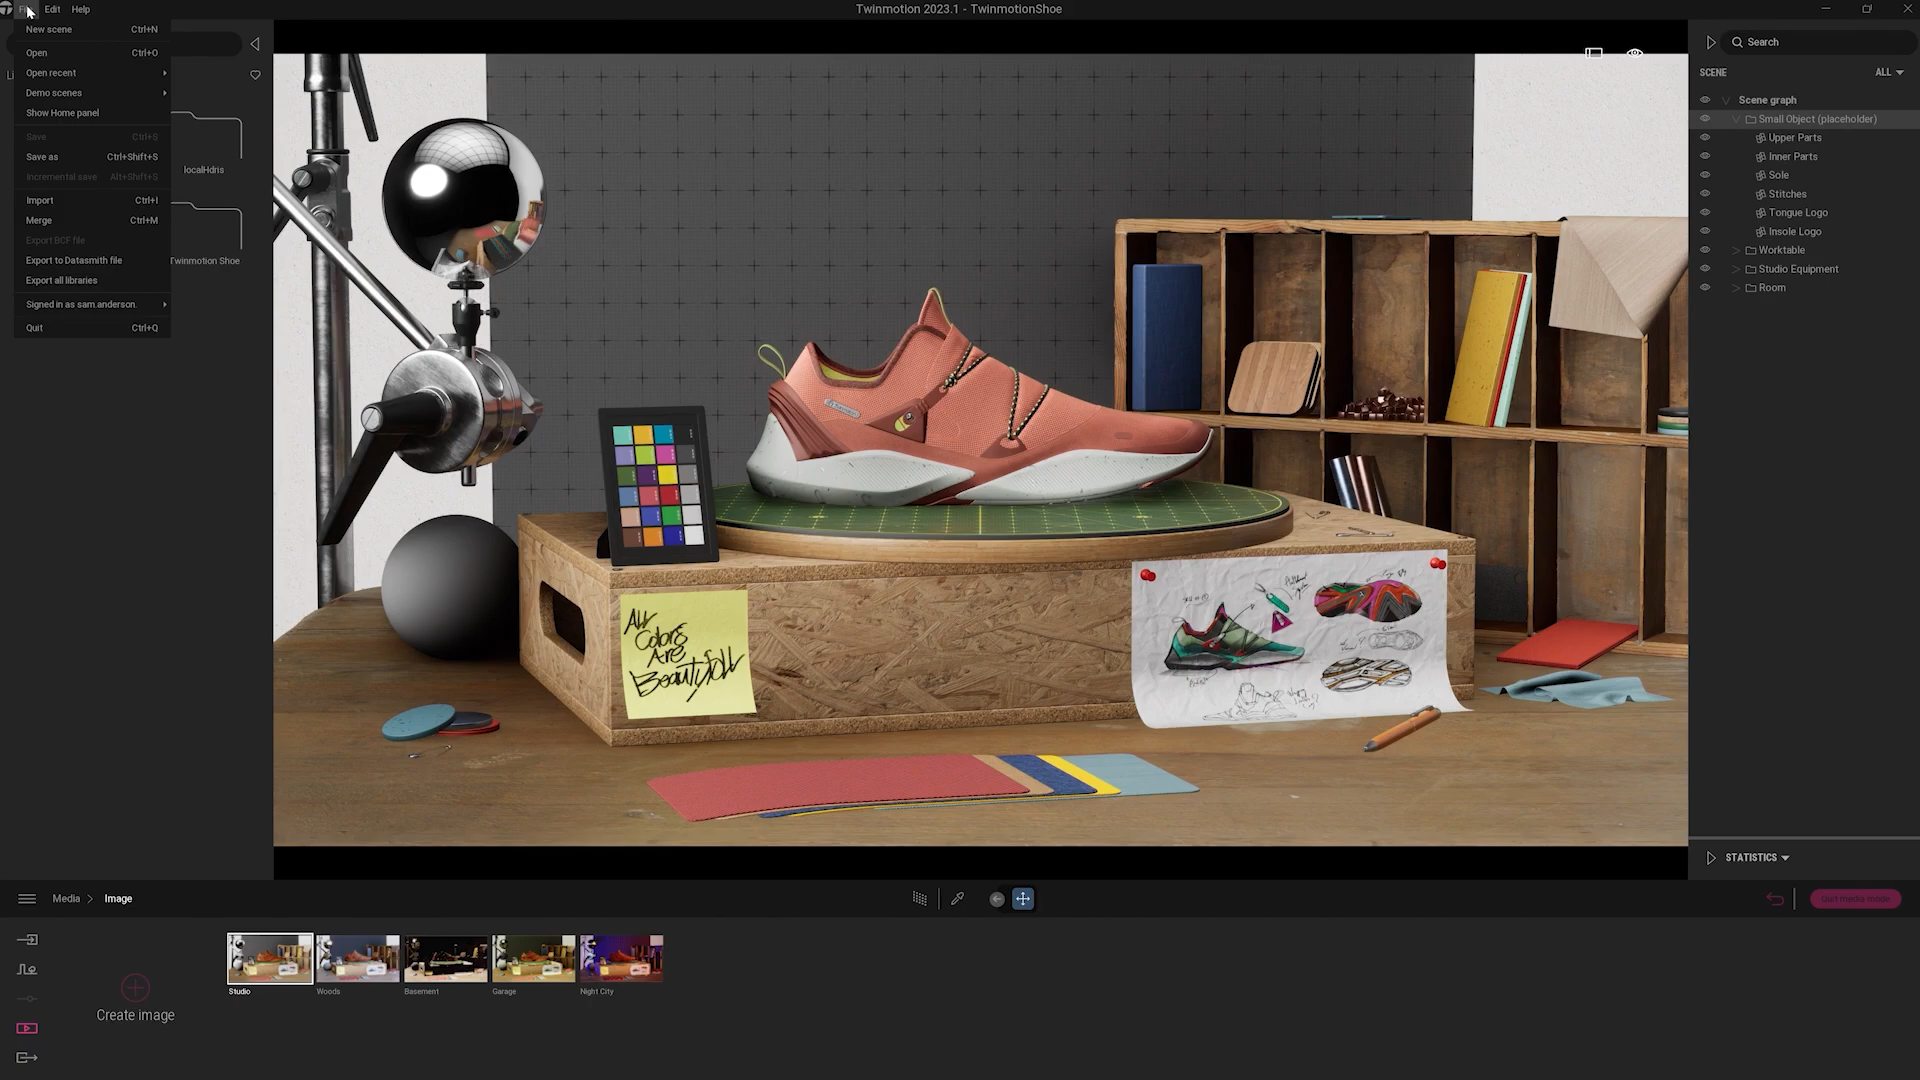 Edit Help
Twinmotion 2023.1 - TwinmotionShoe
New scene Ctrl+N
Open Ctrl+O
Open recent
Demo scenes
Show Home panel
Save Ctrl+S
Save as Ctrl+Shift+S
Incremental save Alt+Shift+S
Import Ctrl+I
Merge Ctrl+M
Export BCF file
Export to Datasmith file
Export all libraries
Signed in as sam.anderson.
Quit Ctrl+Q
localHdris
Twinmotion Shoe
All
Colors
Are
Beautyfull
Search
SCENE ALL
Scene graph
Small Object (placeholder)
Upper Parts
Inner Parts
Sole
Stitches
Tongue Logo
Insole Logo
Worktable
Studio Equipment
Room
STATISTICS
Media Image
Quit media mode
Create image
Studio
Woods
Basement
Garage
Night City